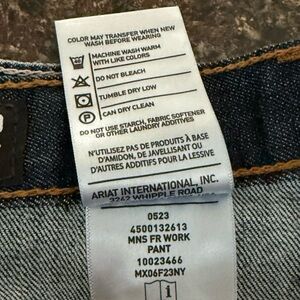 COLOR MAY TRANSFER WHEN NEW
WASH BEFORE WEARING
MACHINE WASH WARM
WITH LIKE COLORS
DO NOT BLEACH
TUMBLE DRY LOW
CAN DRY CLEAN
DO NOT USE STARCH, FABRIC SOFTENER
OR OTHER LAUNDRY ADDITIVES
N'UTILISEZ PAS DE PRODUITS À BASE
D'AMIDON, DE JAVELLISANT OU
D'AUTRES ADDITIFS POUR LA LESSIVE
ARIAT INTERNATIONAL, INC.
3242 WHIPPLE ROAD
0523
4500132613
MNS FR WORK
PANT
10023466
MX06F23NY